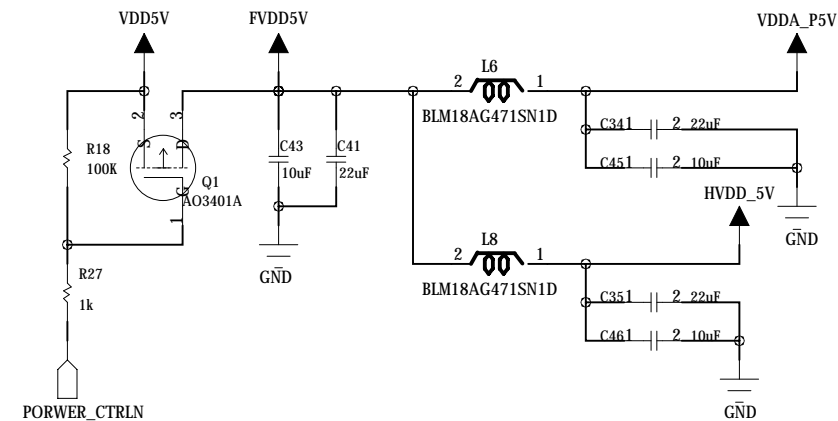 VDD5V
FVDD5V
VDDA_P5V
L6
2 1
BLM18AG471SN1D
2 3
S D
R18
100K
C43
10uF
C41
22uF
C34 1 2 22uF
C45 1 2 10uF
Q1
AO3401A
G
1
HVDD_5V
GND
GND
L8
2 1
BLM18AG471SN1D
R27
1k
C35 1 2 22uF
C46 1 2 10uF
PORWER_CTRLN
GND